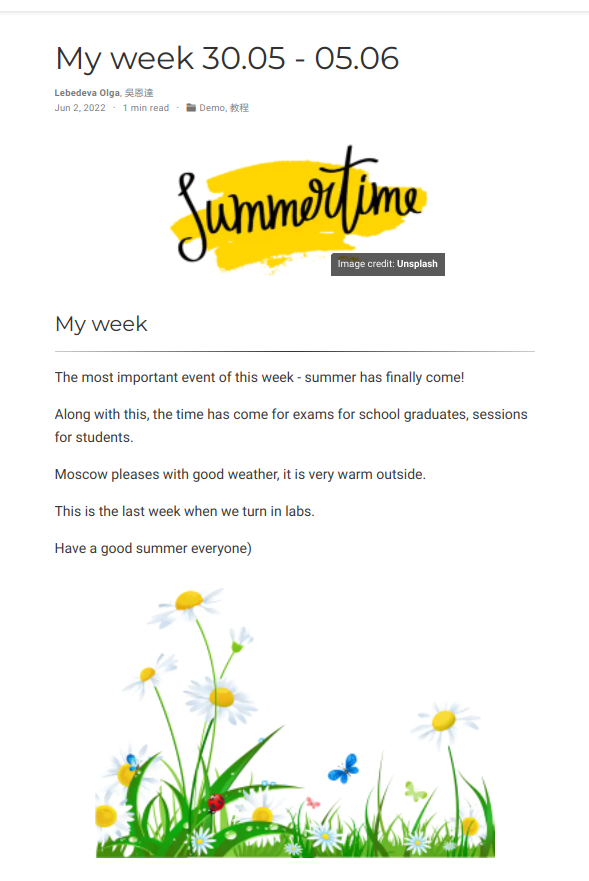 My week 30.05 - 05.06
Lebedeva Olga, 吳恩達
Jun 2, 2022 · 1 min read · Demo, 教程
Summertime
Image credit: Unsplash
My week
The most important event of this week - summer has finally come!
Along with this, the time has come for exams for school graduates, sessions
for students.
Moscow pleases with good weather, it is very warm outside.
This is the last week when we turn in labs.
Have a good summer everyone)